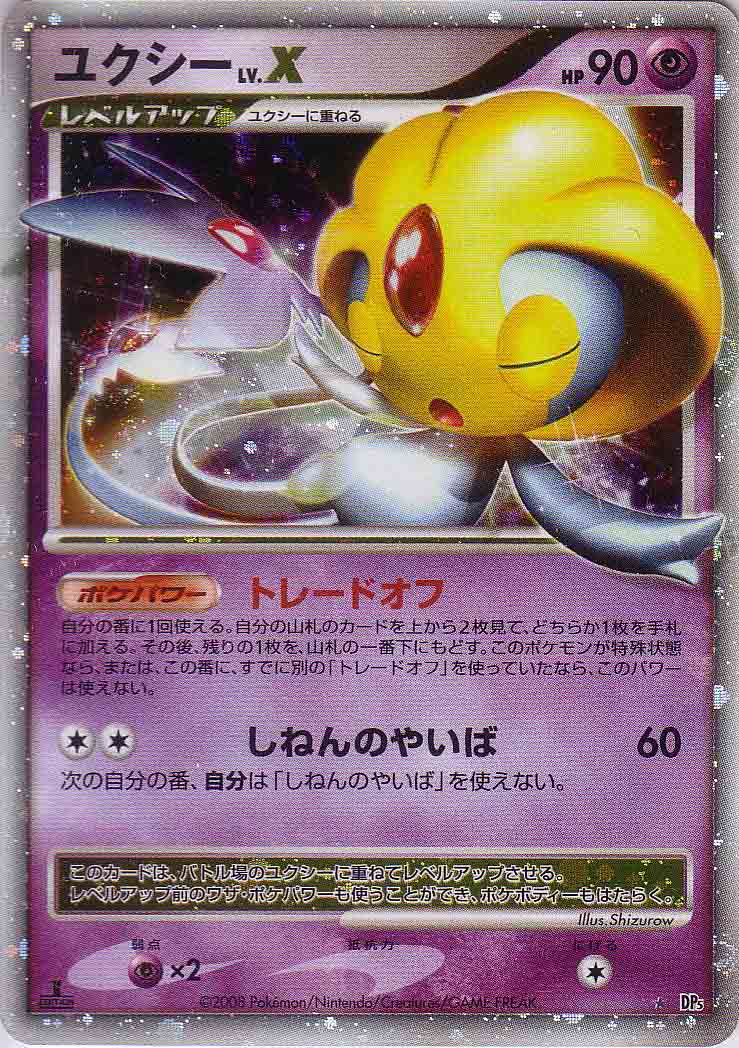 ユクシー LV.X HP90
レベルアップ ユクシーに重ねる
ポケパワー トレードオフ
自分の番に1回使える。自分の山札のカードを上から2枚見て、どちらか1枚を手札
に加える。その後、残りの1枚を、山札の一番下にもどす。このポケモンが特殊状態
なら、または、この番に、すでに別の「トレードオフ」を使っていたなら、このパワー
は使えない。
しねんのやいば 60
次の自分の番、自分は「しねんのやいば」を使えない。
このカードは、バトル場のユクシーに重ねてレベルアップさせる。
レベルアップ前のワザ・ポケパワーも使うことができ、ポケボディーもはたらく。
Illus.Shizurow
弱点 抵抗力 にげる
×2
1 EDITION ©2008 Pokémon/Nintendo/Creatures/GAME FREAK. DP5